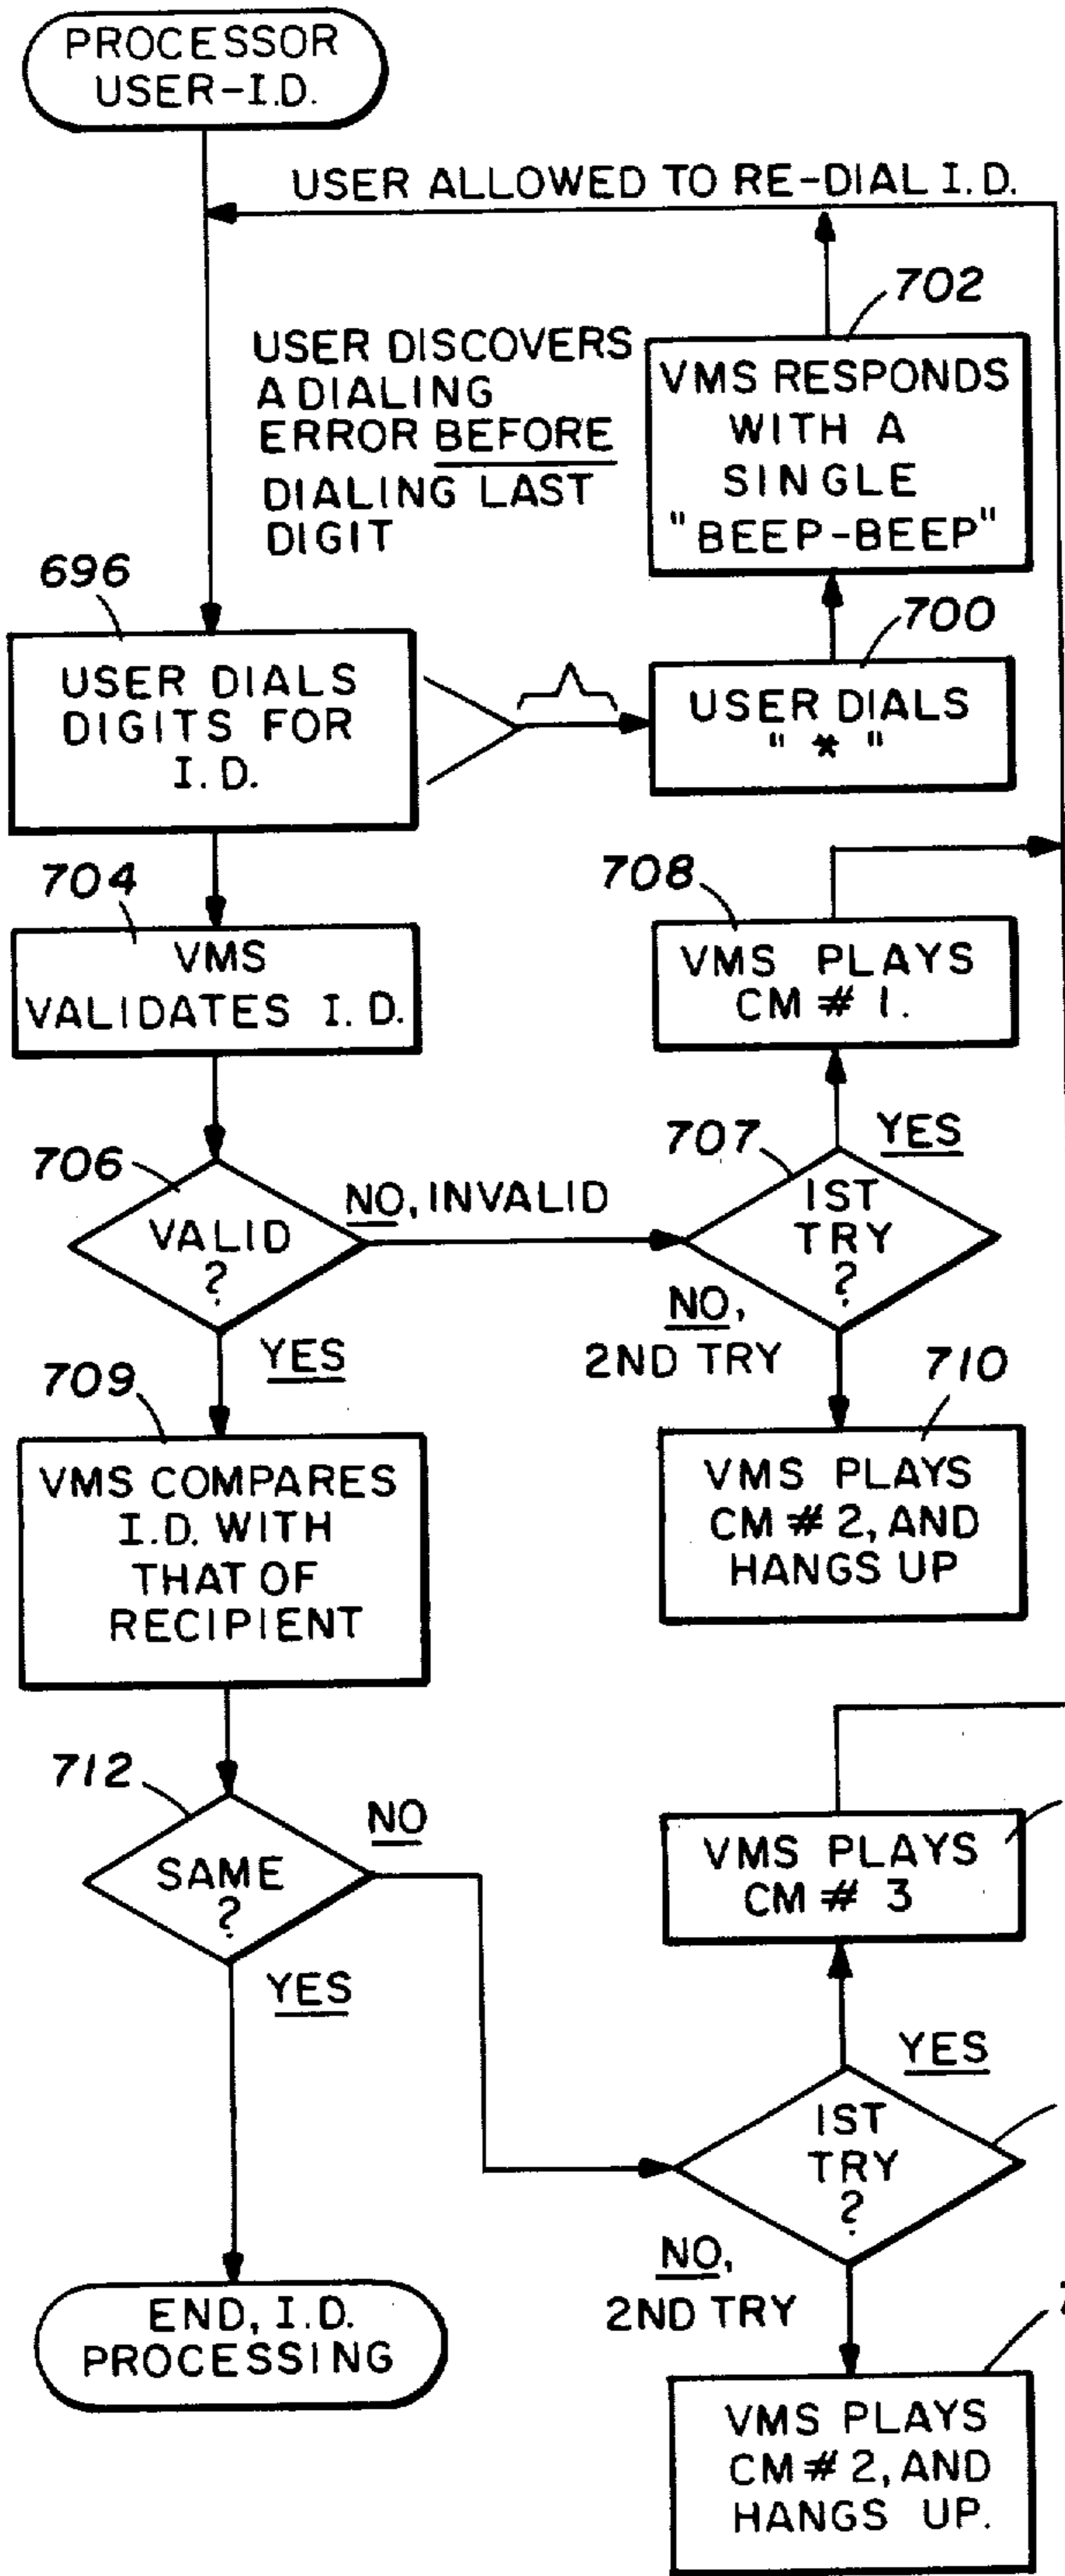 PROCESSOR
USER-I.D.
USER ALLOWED TO RE-DIAL I.D.
702
USER DISCOVERS
A DIALING
ERROR BEFORE
DIALING LAST
DIGIT
VMS RESPONDS
WITH A
SINGLE
"BEEP-BEEP"
696
USER DIALS
DIGITS FOR
I.D.
700
USER DIALS
"*"
704
VMS
VALIDATES I.D.
708
VMS PLAYS
CM # 1.
706
VALID
?
NO, INVALID
YES
707
1ST
TRY
?
YES
NO,
2ND TRY
709
VMS COMPARES
I.D. WITH
THAT OF
RECIPIENT
710
VMS PLAYS
CM # 2, AND
HANGS UP
712
SAME
?
NO
YES
VMS PLAYS
CM # 3
YES
1ST
TRY
?
NO,
2ND TRY
END, I.D.
PROCESSING
VMS PLAYS
CM # 2, AND
HANGS UP.